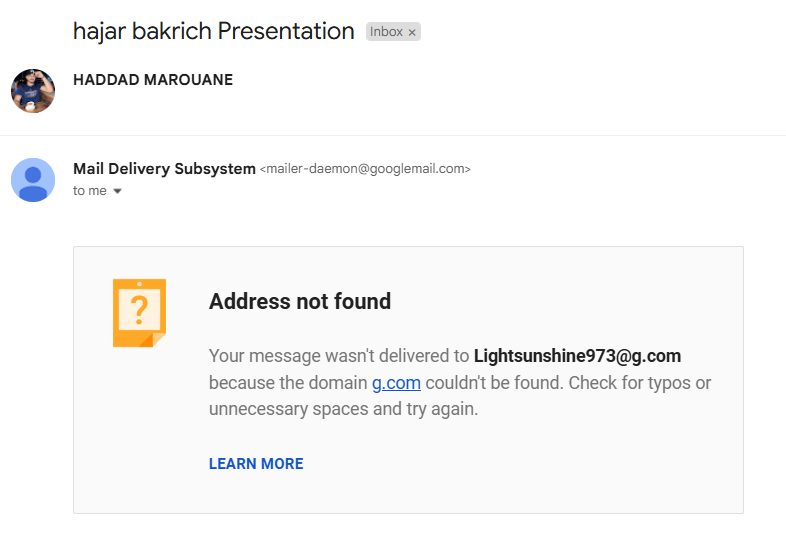 hajar bakrich Presentation Inbox ×
HADDAD MAROUANE
Mail Delivery Subsystem <mailer-daemon@googlemail.com>
to me
?
Address not found
Your message wasn't delivered to Lightsunshine973@g.com
because the domain g.com couldn't be found. Check for typos or
unnecessary spaces and try again.
LEARN MORE